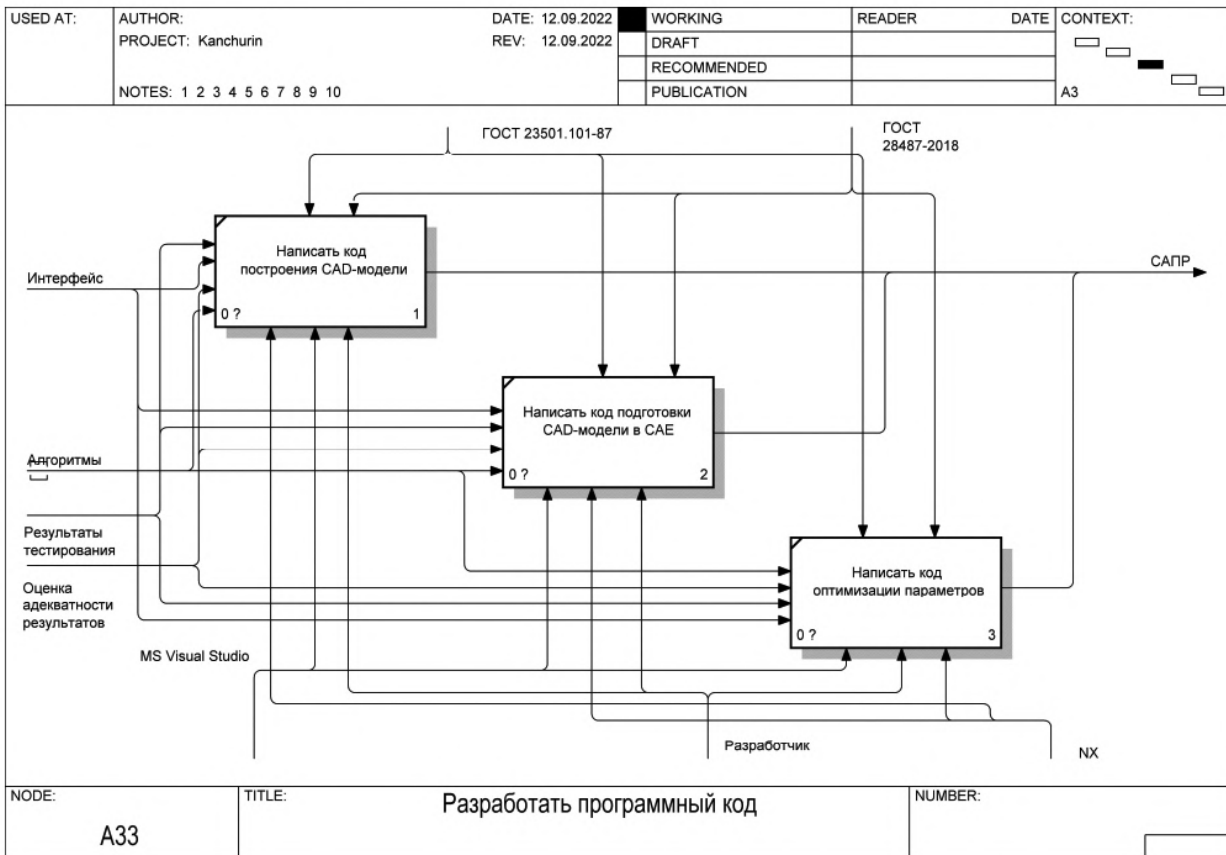 USED AT:
AUTHOR:
DATE: 12.09.2022
WORKING
READER
DATE
CONTEXT:
PROJECT: Kanchurin
REV: 12.09.2022
DRAFT
RECOMMENDED
NOTES: 1 2 3 4 5 6 7 8 9 10
PUBLICATION
A3
ГОСТ 23501.101-87
ГОСТ
28487-2018
Написать код
построения CAD-модели
0 ?
1
Интерфейс
САПР
Написать код подготовки
CAD-модели в CAE
0 ?
2
Алгоритмы
Результаты
тестирования
Оценка
адекватности
результатов
Написать код
оптимизации параметров
0 ?
3
MS Visual Studio
Разработчик
NX
NODE:
A33
TITLE:
Разработать программный код
NUMBER: